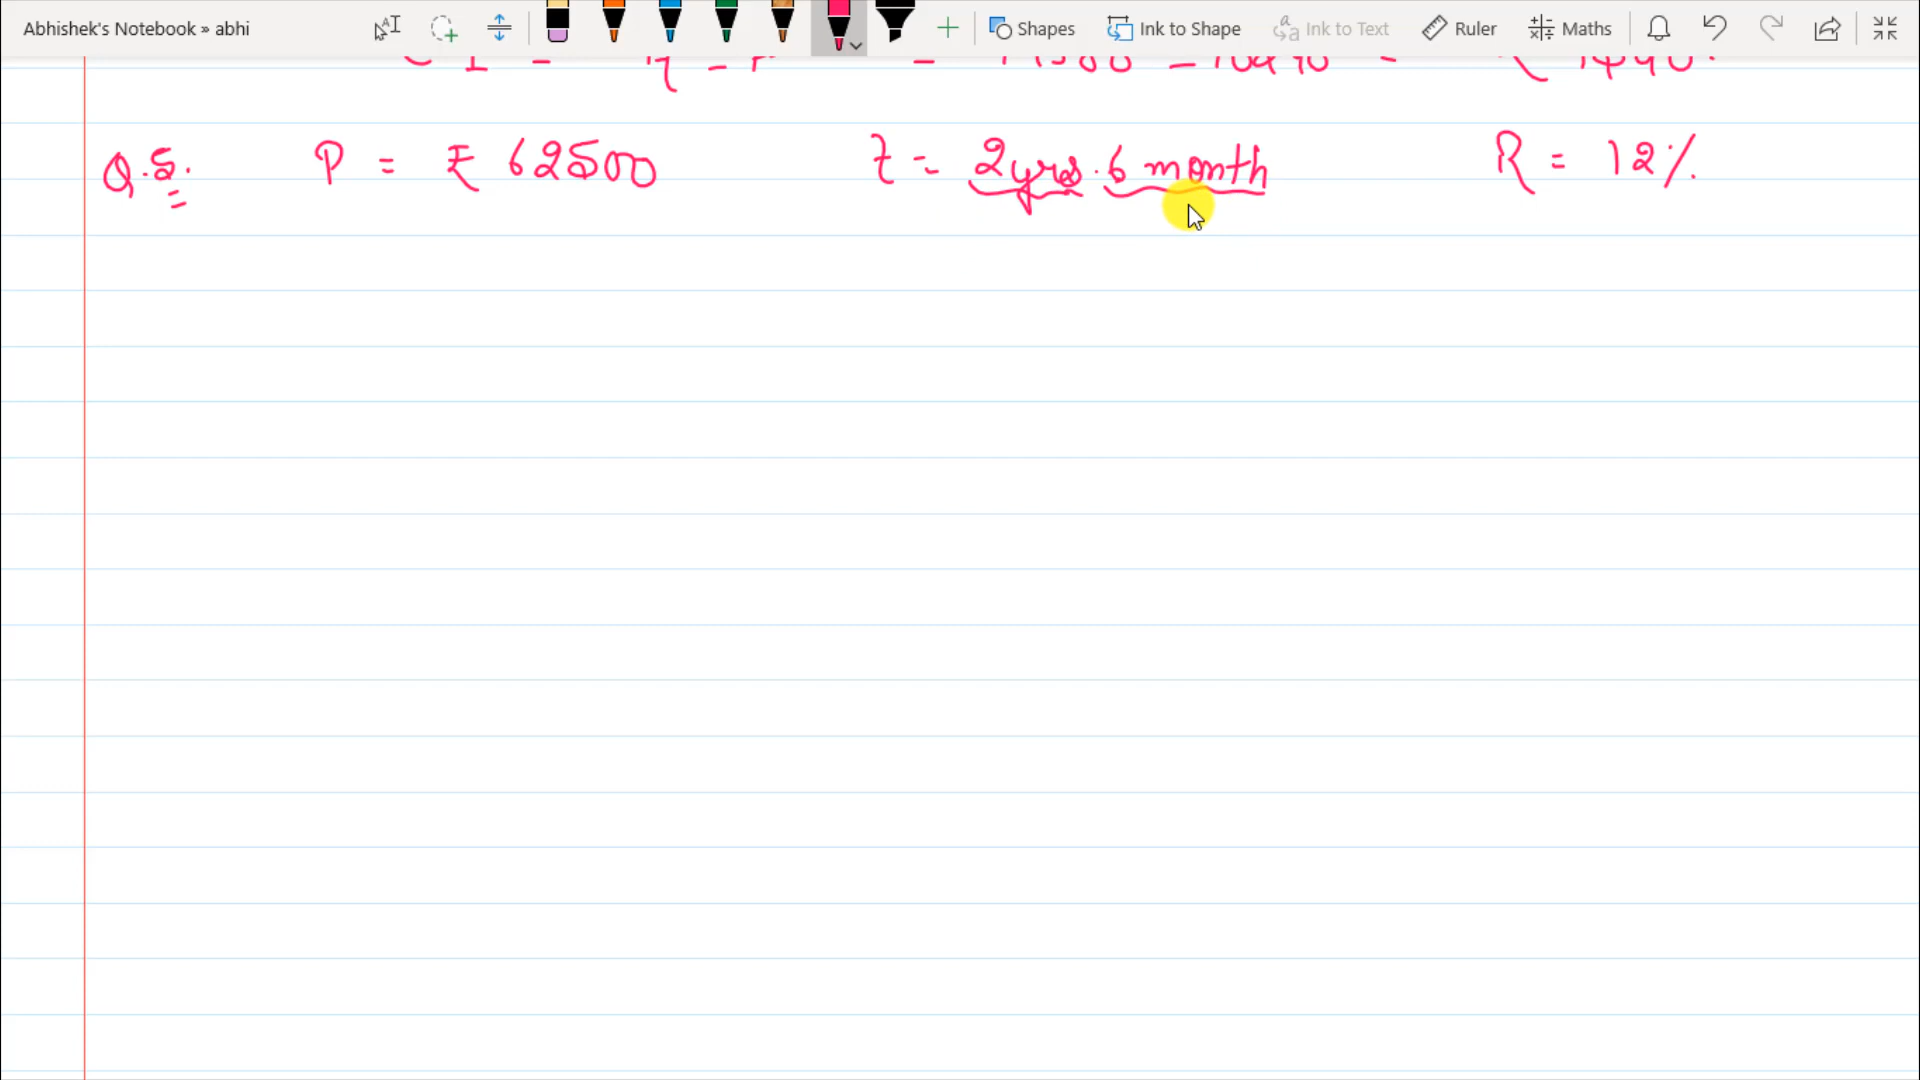 Abhishek's Notebook » abhi Shapes Ink to Shape Ink to Text Ruler Maths
Q.5. P = ₹ 62500 t = 2yrs. 6 month R = 12%